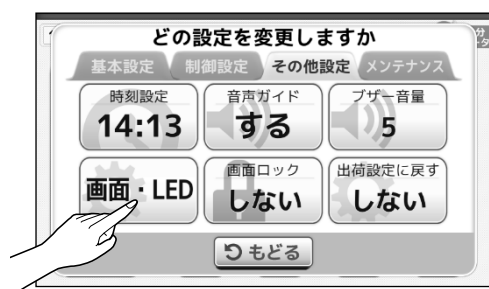 どの設定を変更しますか
基本設定 制御設定 その他設定 メンテナンス
時刻設定 音声ガイド ブザー音量
14:13 する 5
画面・LED 画面ロック 出荷設定に戻す
しない しない
もどる